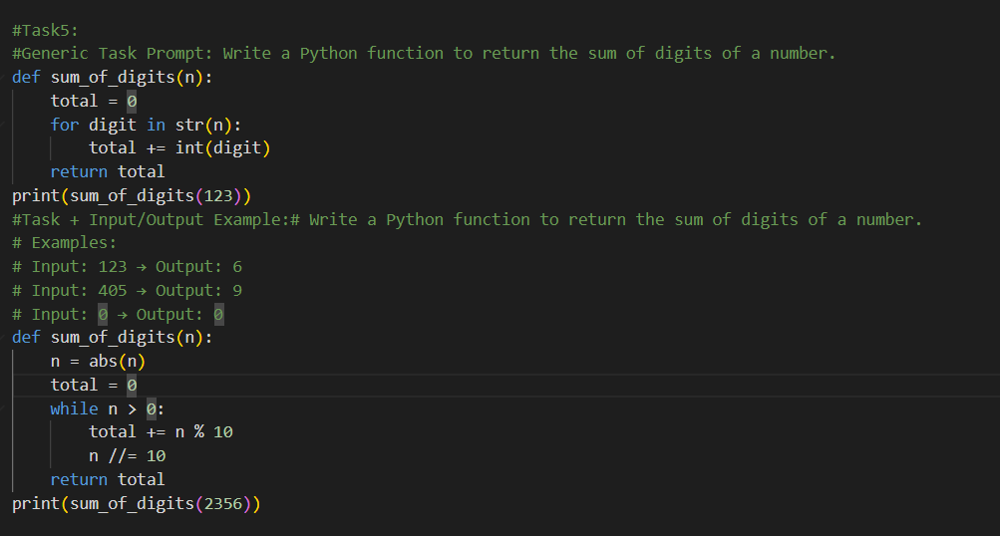 #Task5:
#Generic Task Prompt: Write a Python function to return the sum of digits of a number.
def sum_of_digits(n):
    total = 0
    for digit in str(n):
        total += int(digit)
    return total
print(sum_of_digits(123))
#Task + Input/Output Example:# Write a Python function to return the sum of digits of a number.
# Examples:
# Input: 123 → Output: 6
# Input: 405 → Output: 9
# Input: 0 → Output: 0
def sum_of_digits(n):
    n = abs(n)
    total = 0
    while n > 0:
        total += n % 10
        n //= 10
    return total
print(sum_of_digits(2356))